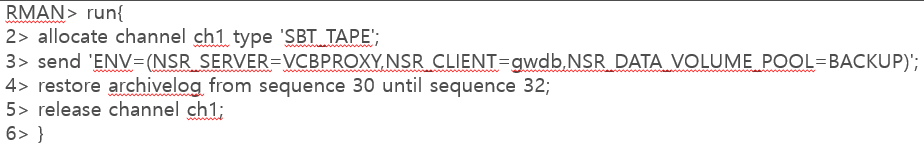 RMAN> run{
2> allocate channel ch1 type 'SBT_TAPE';
3> send 'ENV=(NSR_SERVER=VCBPROXY,NSR_CLIENT=gwdb,NSR_DATA_VOLUME_POOL=BACKUP)';
4> restore archivelog from sequence 30 until sequence 32;
5> release channel ch1;
6> }